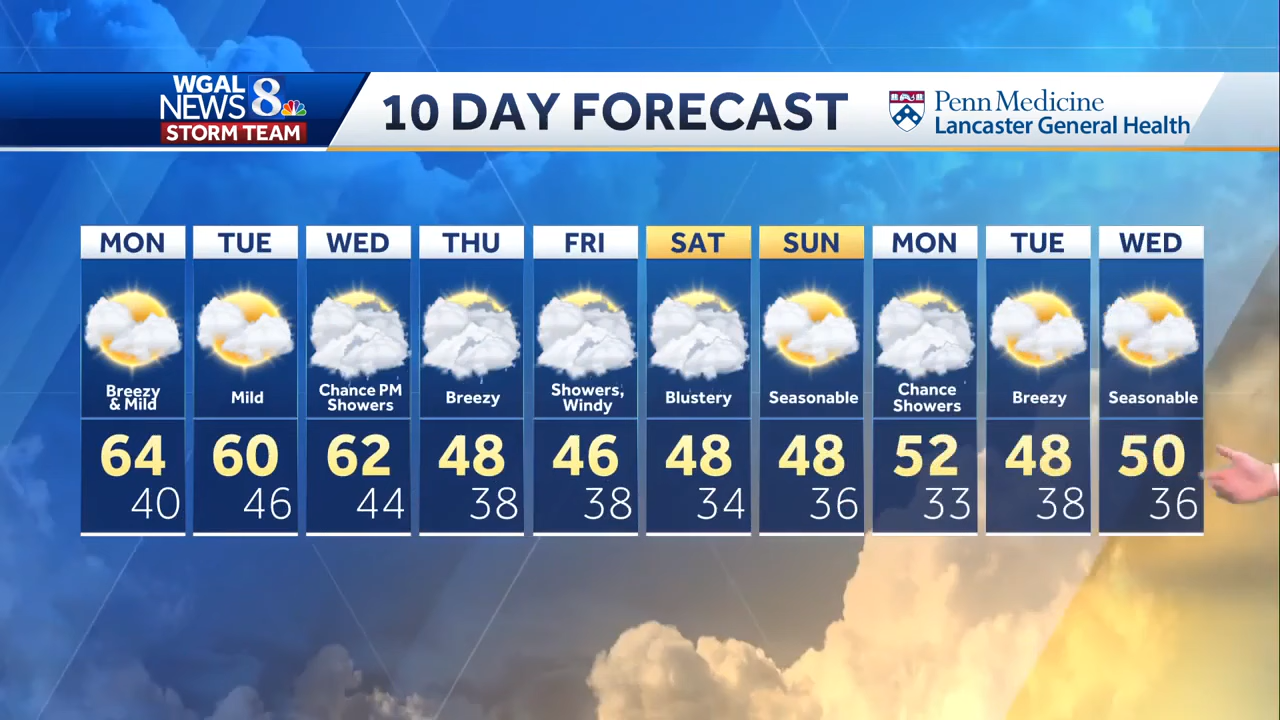 WGAL
NEWS 8
STORM TEAM
10 DAY FORECAST
Penn Medicine
Lancaster General Health
MON TUE WED THU FRI SAT SUN MON TUE WED
Breezy
& Mild
Mild
Chance PM
Showers
Breezy
Showers,
Windy
Blustery
Seasonable
Chance
Showers
Breezy
Seasonable
64 60 62 48 46 48 48 52 48 50
40 46 44 38 38 34 36 33 38 36